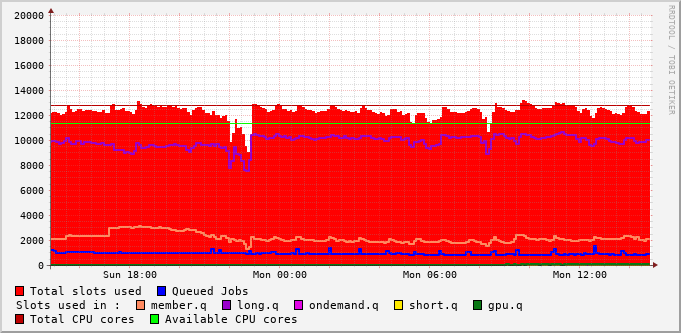 RRDTOOL / TOBI OETIKER
20000
18000
16000
14000
12000
10000
8000
6000
4000
2000
0
Sun 18:00 Mon 00:00 Mon 06:00 Mon 12:00
Total slots used Queued Jobs
Slots used in : member.q long.q ondemand.q short.q gpu.q
Total CPU cores Available CPU cores